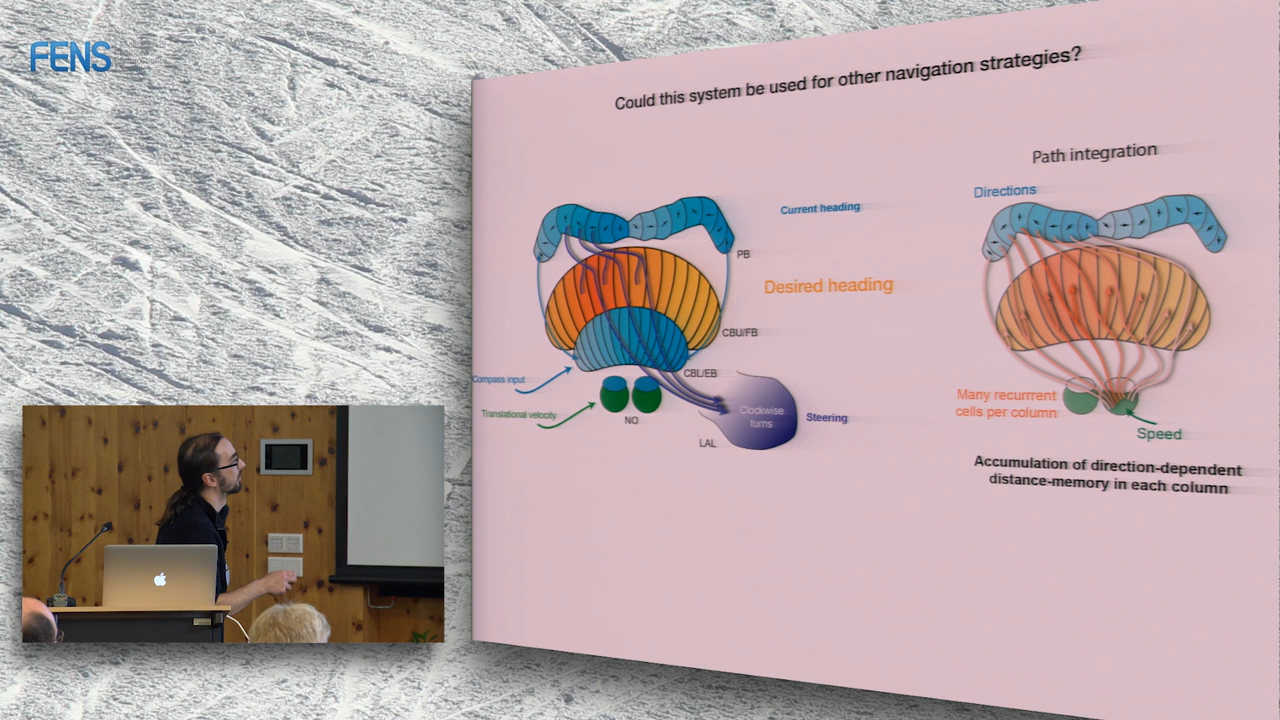 FENS
Could this system be used for other navigation strategies?
Current heading
PB
Desired heading
CBU/FB
Compass input
CBL/EB
Translational velocity
NO
Clockwise
turns
Steering
LAL
Path integration
Directions
Many recurrrent
cells per column
Speed
Accumulation of direction-dependent
distance-memory in each column